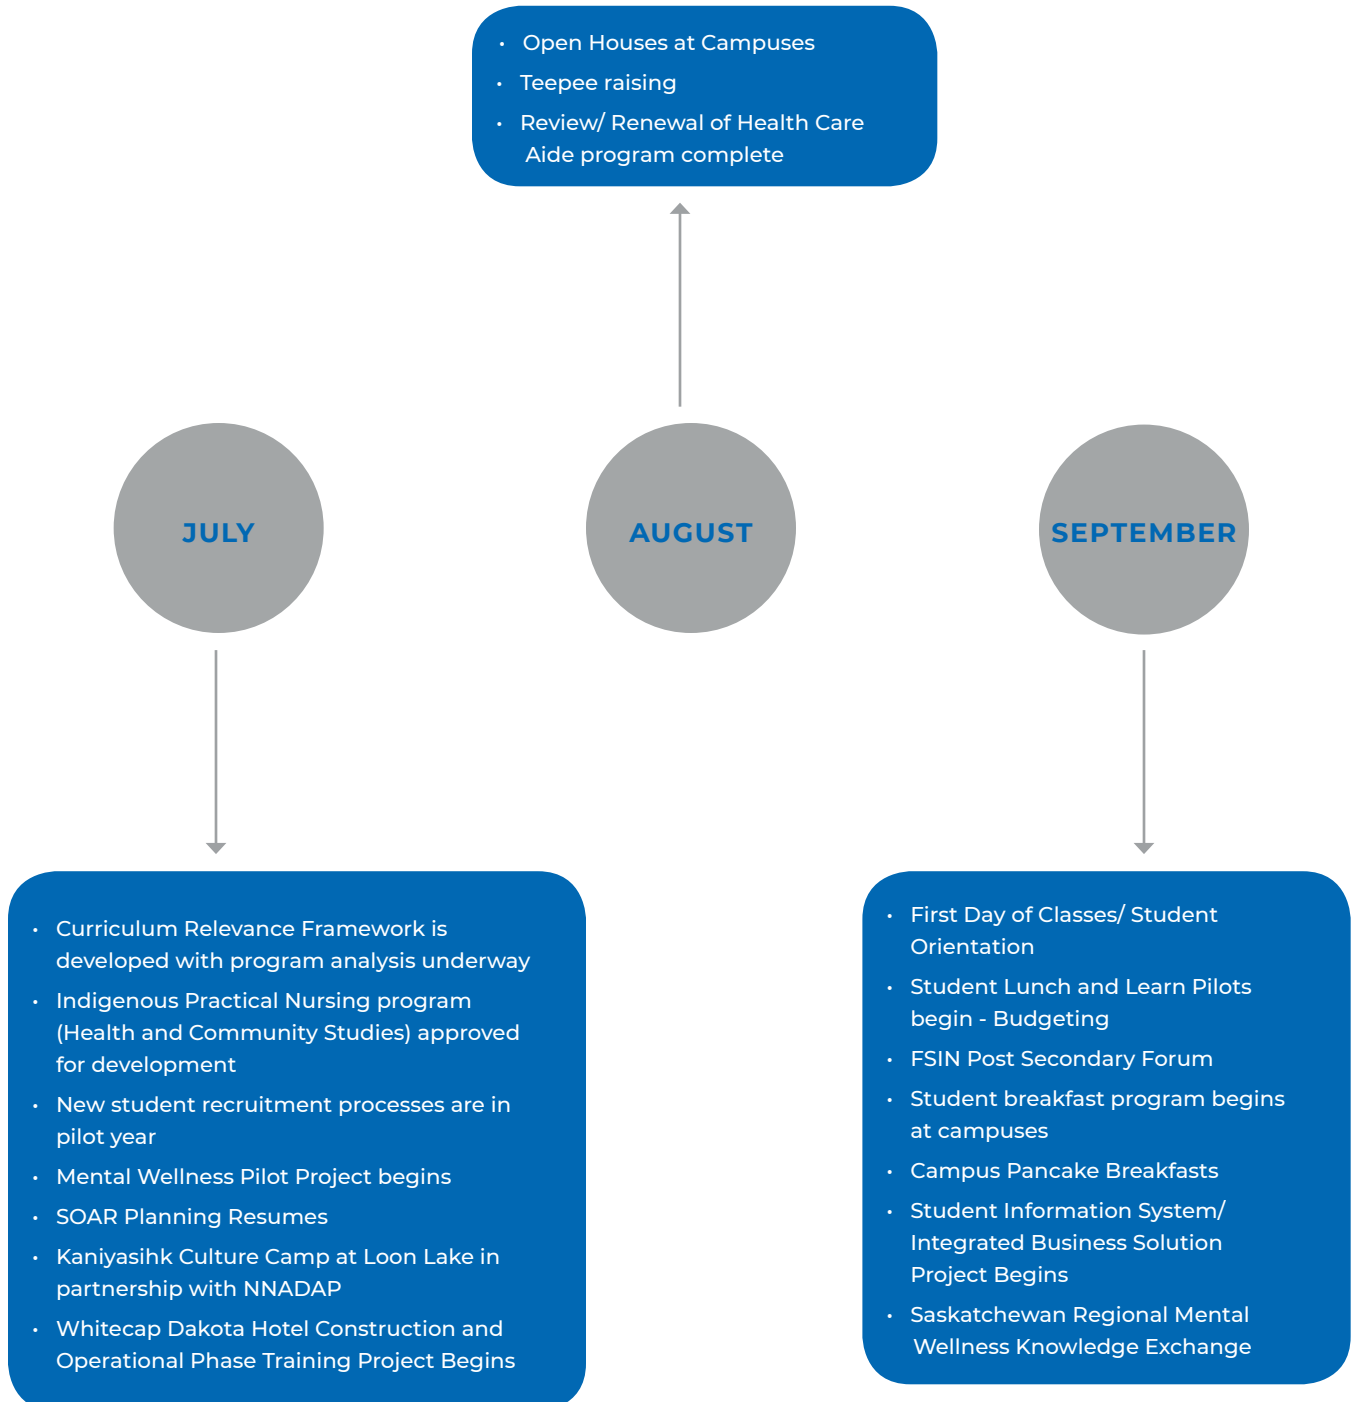 • Open Houses at Campuses
• Teepee raising
• Review/ Renewal of Health Care
Aide program complete
JULY
AUGUST
SEPTEMBER
• Curriculum Relevance Framework is
developed with program analysis underway
• Indigenous Practical Nursing program
(Health and Community Studies) approved
for development
• New student recruitment processes are in
pilot year
• Mental Wellness Pilot Project begins
• SOAR Planning Resumes
• Kaniyasihk Culture Camp at Loon Lake in
partnership with NNADAP
• Whitecap Dakota Hotel Construction and
Operational Phase Training Project Begins
• First Day of Classes/ Student
Orientation
• Student Lunch and Learn Pilots
begin - Budgeting
• FSIN Post Secondary Forum
• Student breakfast program begins
at campuses
• Campus Pancake Breakfasts
• Student Information System/
Integrated Business Solution
Project Begins
• Saskatchewan Regional Mental
Wellness Knowledge Exchange